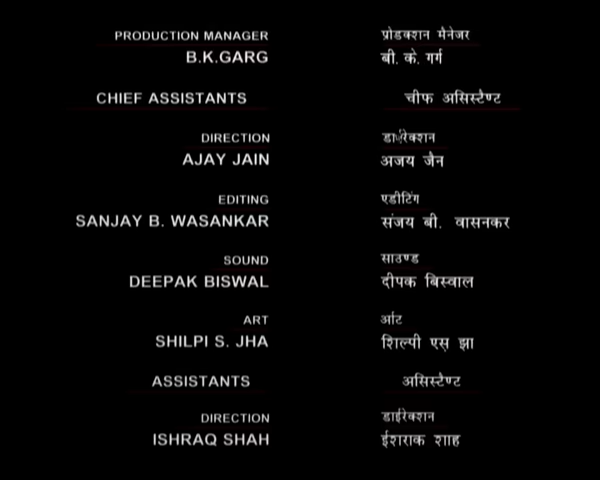 PRODUCTION MANAGER प्रोडक्शन मैनेजर
B.K.GARG बी. के. गर्ग
CHIEF ASSISTANTS चीफ असिस्टैण्ट
DIRECTION डार्इरेक्शन
AJAY JAIN अजय जैन
EDITING एडीटिंग
SANJAY B. WASANKAR संजय बी. वासनकर
SOUND साउण्ड
DEEPAK BISWAL दीपक बिस्वाल
ART आंट
SHILPI S. JHA शिल्पी एस. झा
ASSISTANTS असिस्टैण्ट
DIRECTION डाईरेक्शन
ISHRAQ SHAH ईशराक शाह